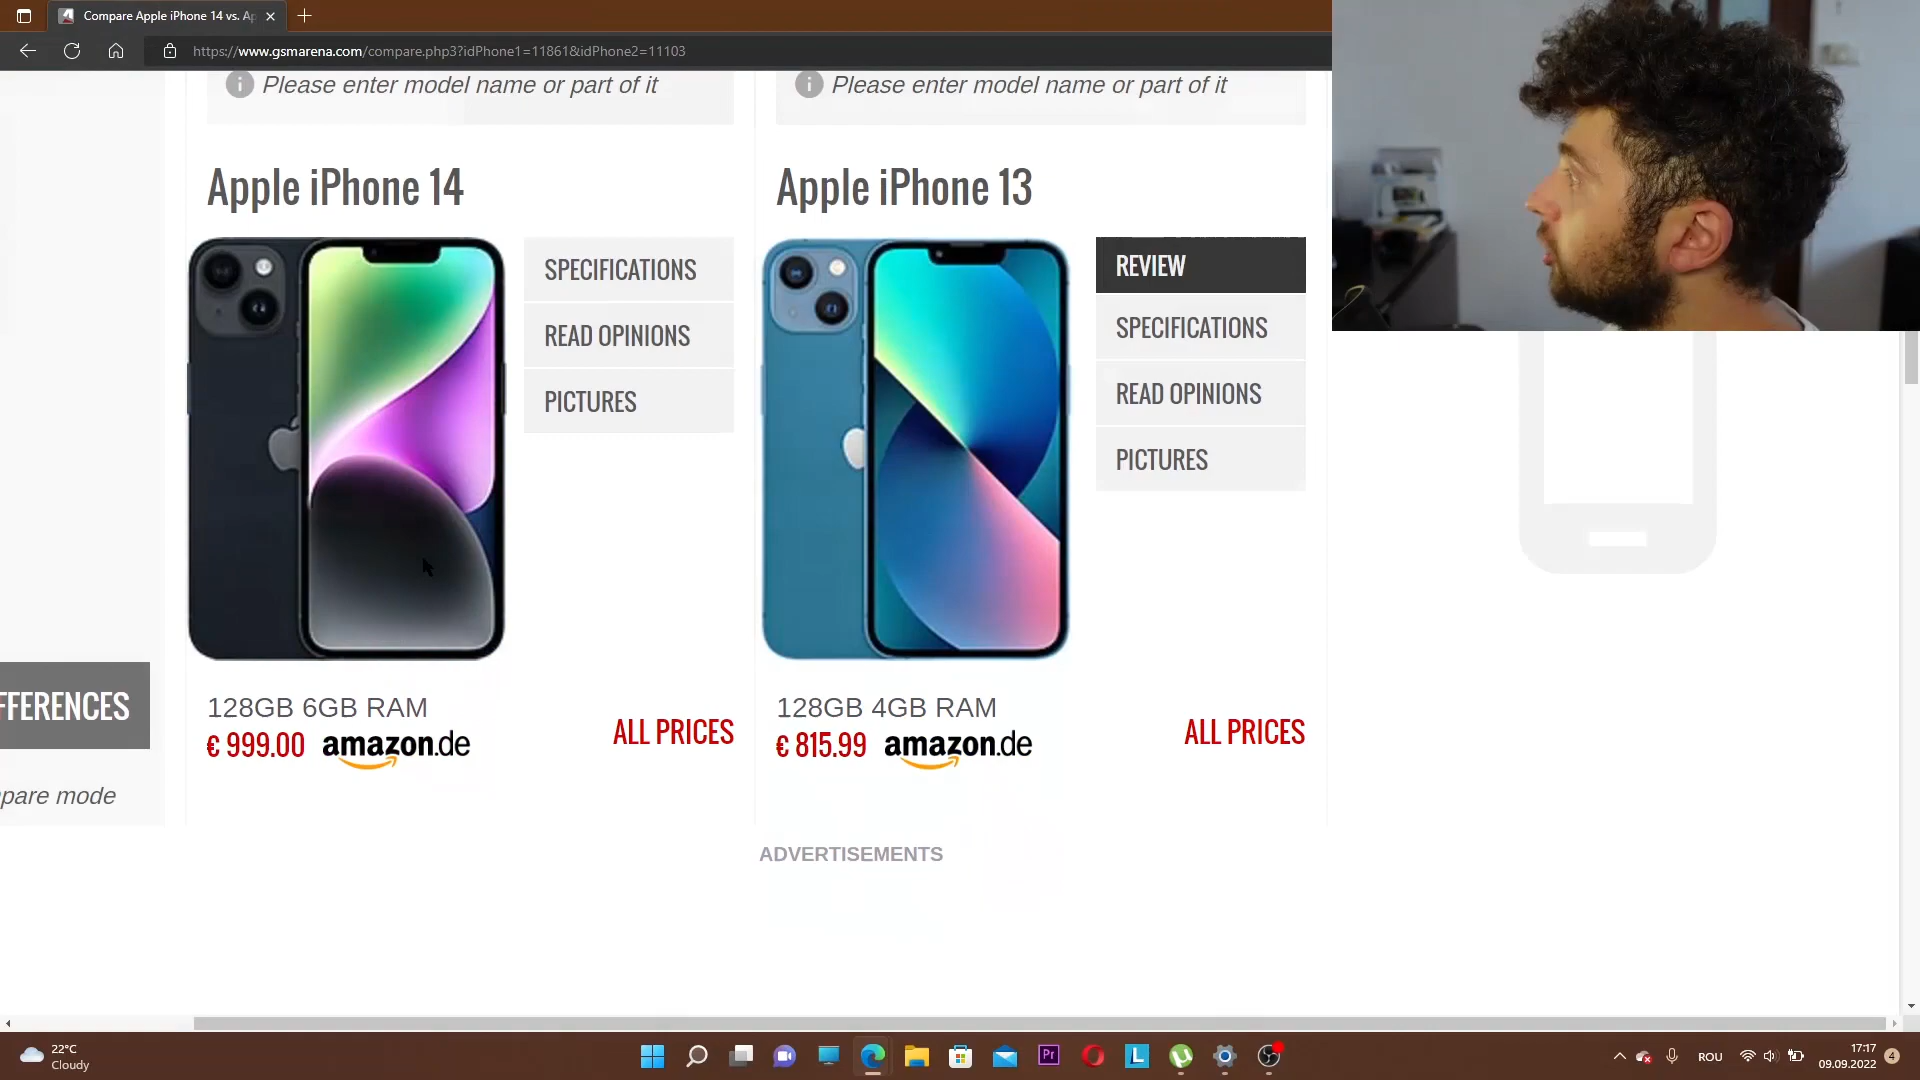 Compare Apple iPhone 14 vs. Ap
https://www.gsmarena.com/compare.php3?idPhone1=11861&idPhone2=11103
Please enter model name or part of it
Please enter model name or part of it
Apple iPhone 14
SPECIFICATIONS
READ OPINIONS
PICTURES
128GB 6GB RAM
€ 999.00 amazon.de
ALL PRICES
Apple iPhone 13
REVIEW
SPECIFICATIONS
READ OPINIONS
PICTURES
128GB 4GB RAM
€ 815.99 amazon.de
ALL PRICES
FFERENCES
pare mode
ADVERTISEMENTS
22°C
Cloudy
Pr
L
ROU
17:17
09.09.2022
4